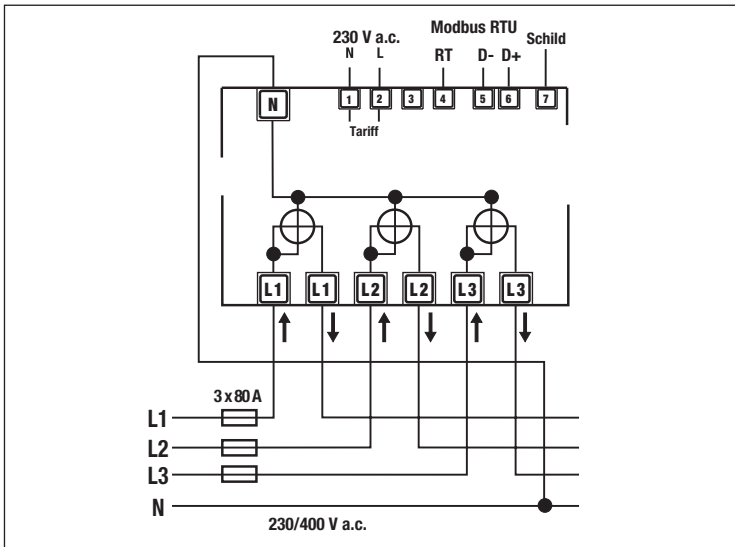 230 V a.c. Modbus RTU Schild
N L RT D- D+
N 1 2 3 4 5 6 7
Tariff
L1 L1 L2 L2 L3 L3
3 x 80 A
L1
L2
L3
N
230/400 V a.c.